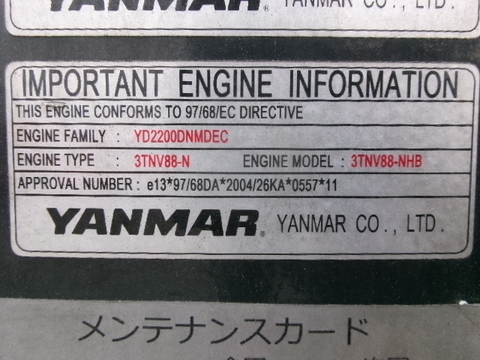 YANMAR YANMAR CO., LTD.
IMPORTANT ENGINE INFORMATION
THIS ENGINE CONFORMS TO 97/68/EC DIRECTIVE
ENGINE FAMILY : YD2200DNMDEC
ENGINE TYPE : 3TNV88-N ENGINE MODEL : 3TNV88-NHB
APPROVAL NUMBER : e13*97/68DA*2004/26KA*0557*11
YANMAR® YANMAR CO., LTD.
メンテナンスカード